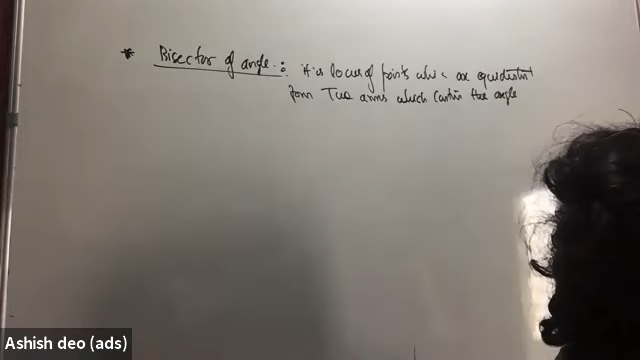 * Bisector of angle : it is locus of points which are equidistant
from Two arms which contain the angle
Ashish deo (ads)